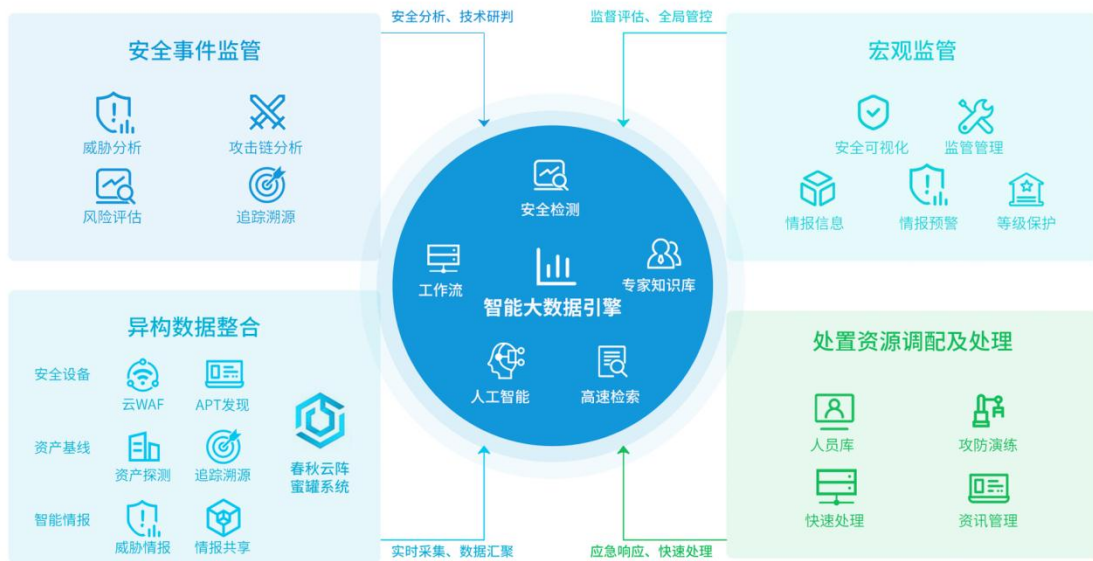 安全分析、技术研判
监督评估、全局管控
安全事件监管
威胁分析
攻击链分析
风险评估
追踪溯源
宏观监管
安全可视化
监管管理
情报信息
情报预警
等级保护
安全检测
工作流
专家知识库
智能大数据引擎
人工智能
高速检索
异构数据整合
安全设备
云WAF
APT发现
资产基线
资产探测
追踪溯源
春秋云阵
蜜罐系统
智能情报
威胁情报
情报共享
处置资源调配及处理
人员库
攻防演练
快速处理
资讯管理
实时采集、数据汇聚
应急响应、快速处理